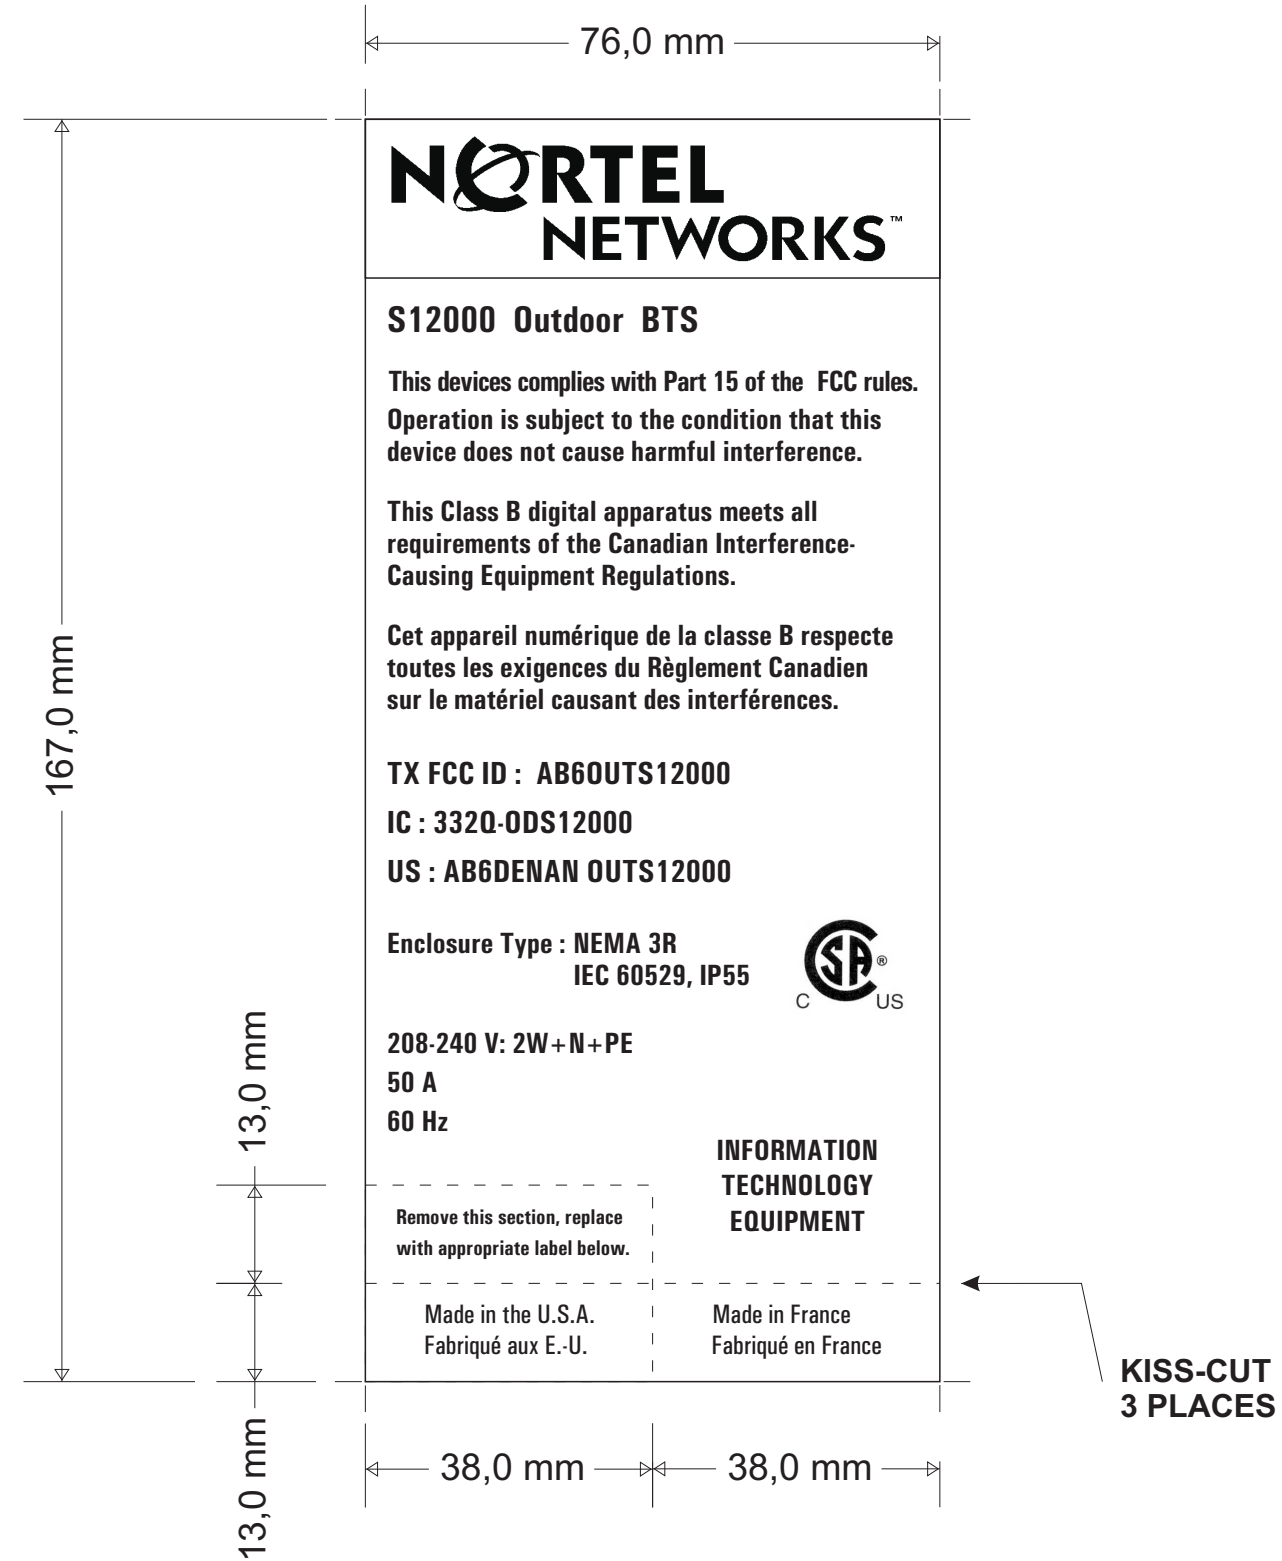 76,0 mm
NORTEL
NETWORKS™
S12000 Outdoor BTS
This devices complies with Part 15 of the FCC rules.
Operation is subject to the condition that this
device does not cause harmful interference.
This Class B digital apparatus meets all
requirements of the Canadian Interference-
Causing Equipment Regulations.
Cet appareil numérique de la classe B respecte
toutes les exigences du Règlement Canadien
sur le matériel causant des interférences.
167,0 mm
TX FCC ID : AB6OUTS12000
IC : 332Q-ODS12000
US : AB6DENAN OUTS12000
Enclosure Type : NEMA 3R
IEC 60529, IP55
CSA ®
C US
208-240 V: 2W+N+PE
50 A
60 Hz
13,0 mm
INFORMATION
TECHNOLOGY
EQUIPMENT
Remove this section, replace
with appropriate label below.
Made in the U.S.A.
Fabriqué aux E.-U.
Made in France
Fabriqué en France
KISS-CUT
3 PLACES
13,0 mm
38,0 mm
38,0 mm